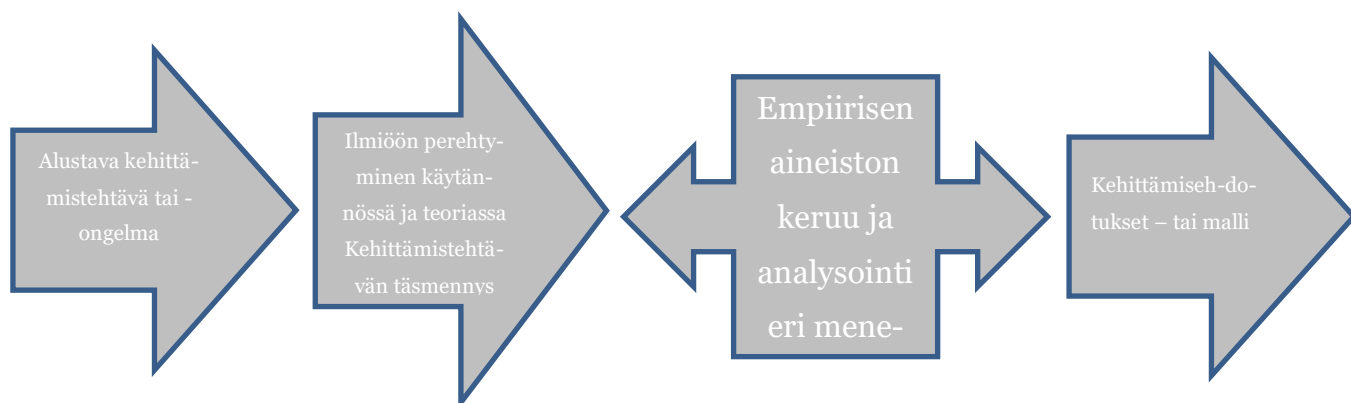 Alustava kehittä-
mistehtävä tai -
ongelma
Ilmiöön perehty-
minen käytän-
nössä ja teoriassa
Kehittämistehtä-
vän täsmennys
Empiirisen
aineiston
keruu ja
analysointi
eri mene-
Kehittämiseh-do-
tukset – tai malli